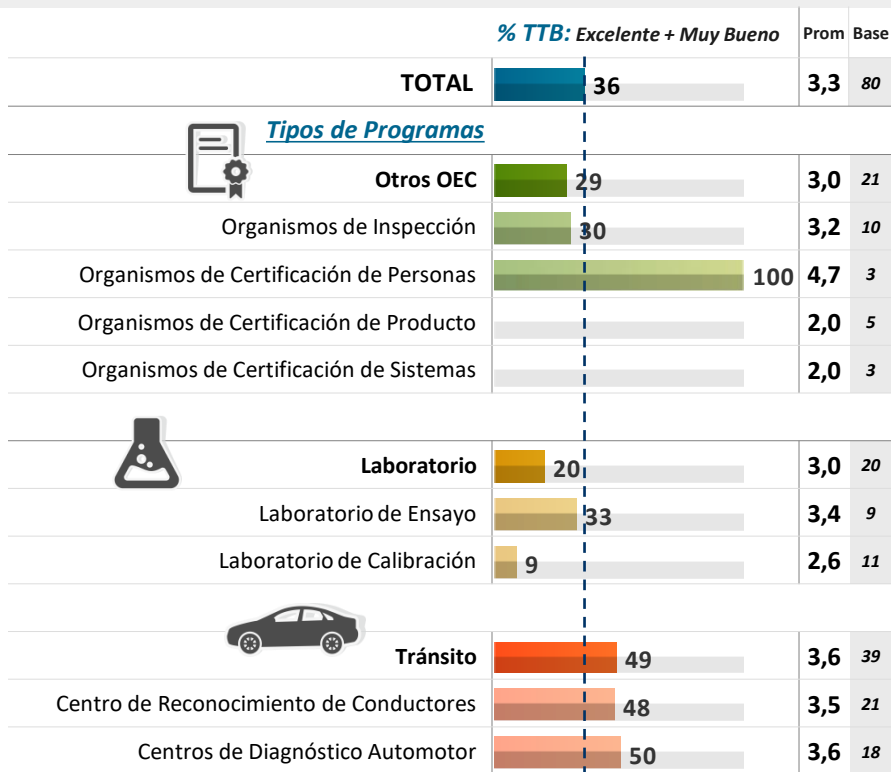 % TTB: Excelente + Muy Bueno Prom Base
TOTAL 36 3,3 80
Tipos de Programas
Otros OEC 29 3,0 21
Organismos de Inspección 30 3,2 10
Organismos de Certificación de Personas 100 4,7 3
Organismos de Certificación de Producto 2,0 5
Organismos de Certificación de Sistemas 2,0 3
Laboratorio 20 3,0 20
Laboratorio de Ensayo 33 3,4 9
Laboratorio de Calibración 9 2,6 11
Tránsito 49 3,6 39
Centro de Reconocimiento de Conductores 48 3,5 21
Centros de Diagnóstico Automotor 50 3,6 18